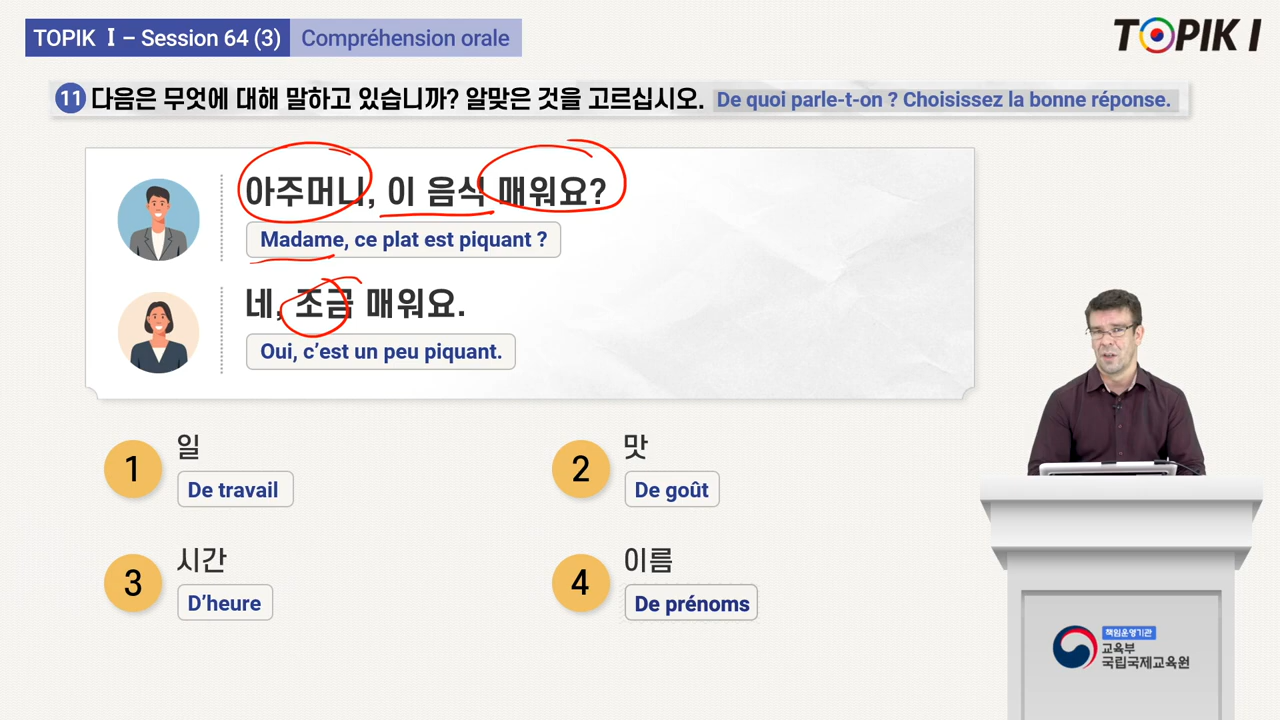 TOPIK Ⅰ – Session 64 (3) Compréhension orale
TOPIK I
11 다음은 무엇에 대해 말하고 있습니까? 알맞은 것을 고르십시오. De quoi parle-t-on ? Choisissez la bonne réponse.
아주머니, 이 음식 매워요?
Madame, ce plat est piquant ?
네, 조금 매워요.
Oui, c’est un peu piquant.
1 일
De travail
2 맛
De goût
3 시간
D’heure
4 이름
De prénoms
책임운영기관
교육부
국립국제교육원